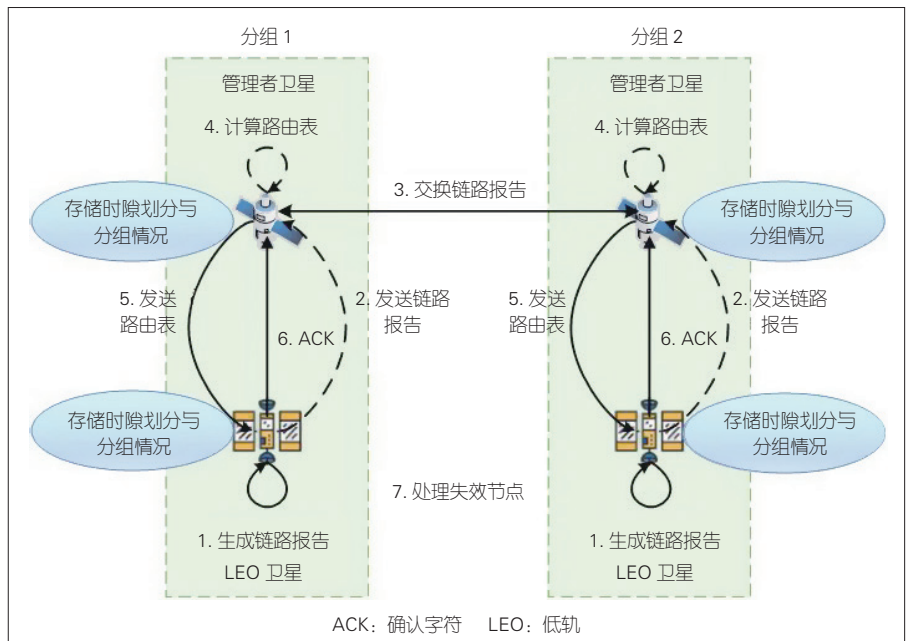 分组 1
分组 2
管理者卫星
管理者卫星
4. 计算路由表
4. 计算路由表
3. 交换链路报告
存储时隙划分与
分组情况
存储时隙划分与
分组情况
5. 发送
路由表
2. 发送链路
报告
6. ACK
5. 发送
路由表
2. 发送链路
报告
6. ACK
存储时隙划分与
分组情况
存储时隙划分与
分组情况
7. 处理失效节点
1. 生成链路报告
LEO 卫星
1. 生成链路报告
LEO 卫星
ACK：确认字符 LEO：低轨